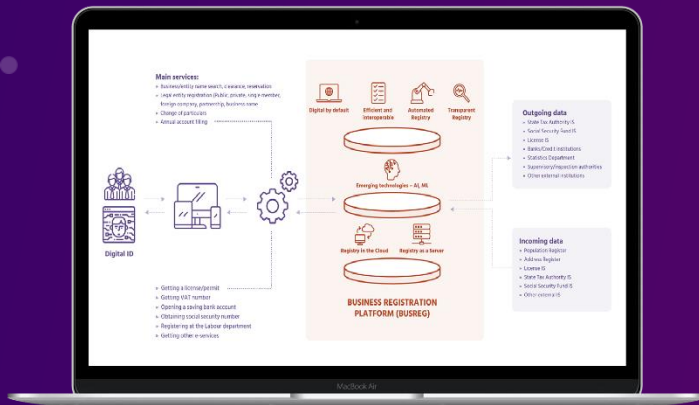 Main services:
Business/entity name search, clearance, reservation
Legal entity registration (Public, private, single member, foreign company, partnership, business name
Change of particulars
Annual account filing
Digital ID
Getting a license/permit
Getting VAT number
Opening a saving bank account
Obtaining social security number
Registering at the Labour department
Getting other e-services
Digital by default
Efficient and
interoperable
Automated
Registry
Transparent
Registry
Emerging technologies – AI, ML
Registry in the Cloud
Registry as a Server
BUSINESS REGISTRATION
PLATFORM (BUSREG)
Outgoing data
State Tax Authority IS
Social Security Fund IS
License IS
Banks/Credit institutions
Statistics Department
Supervisory/inspection authorities
Other external institutions
Incoming data
Population Register
Address Register
License IS
State Tax Authority IS
Social Security Fund IS
Other external IS
MacBook Air